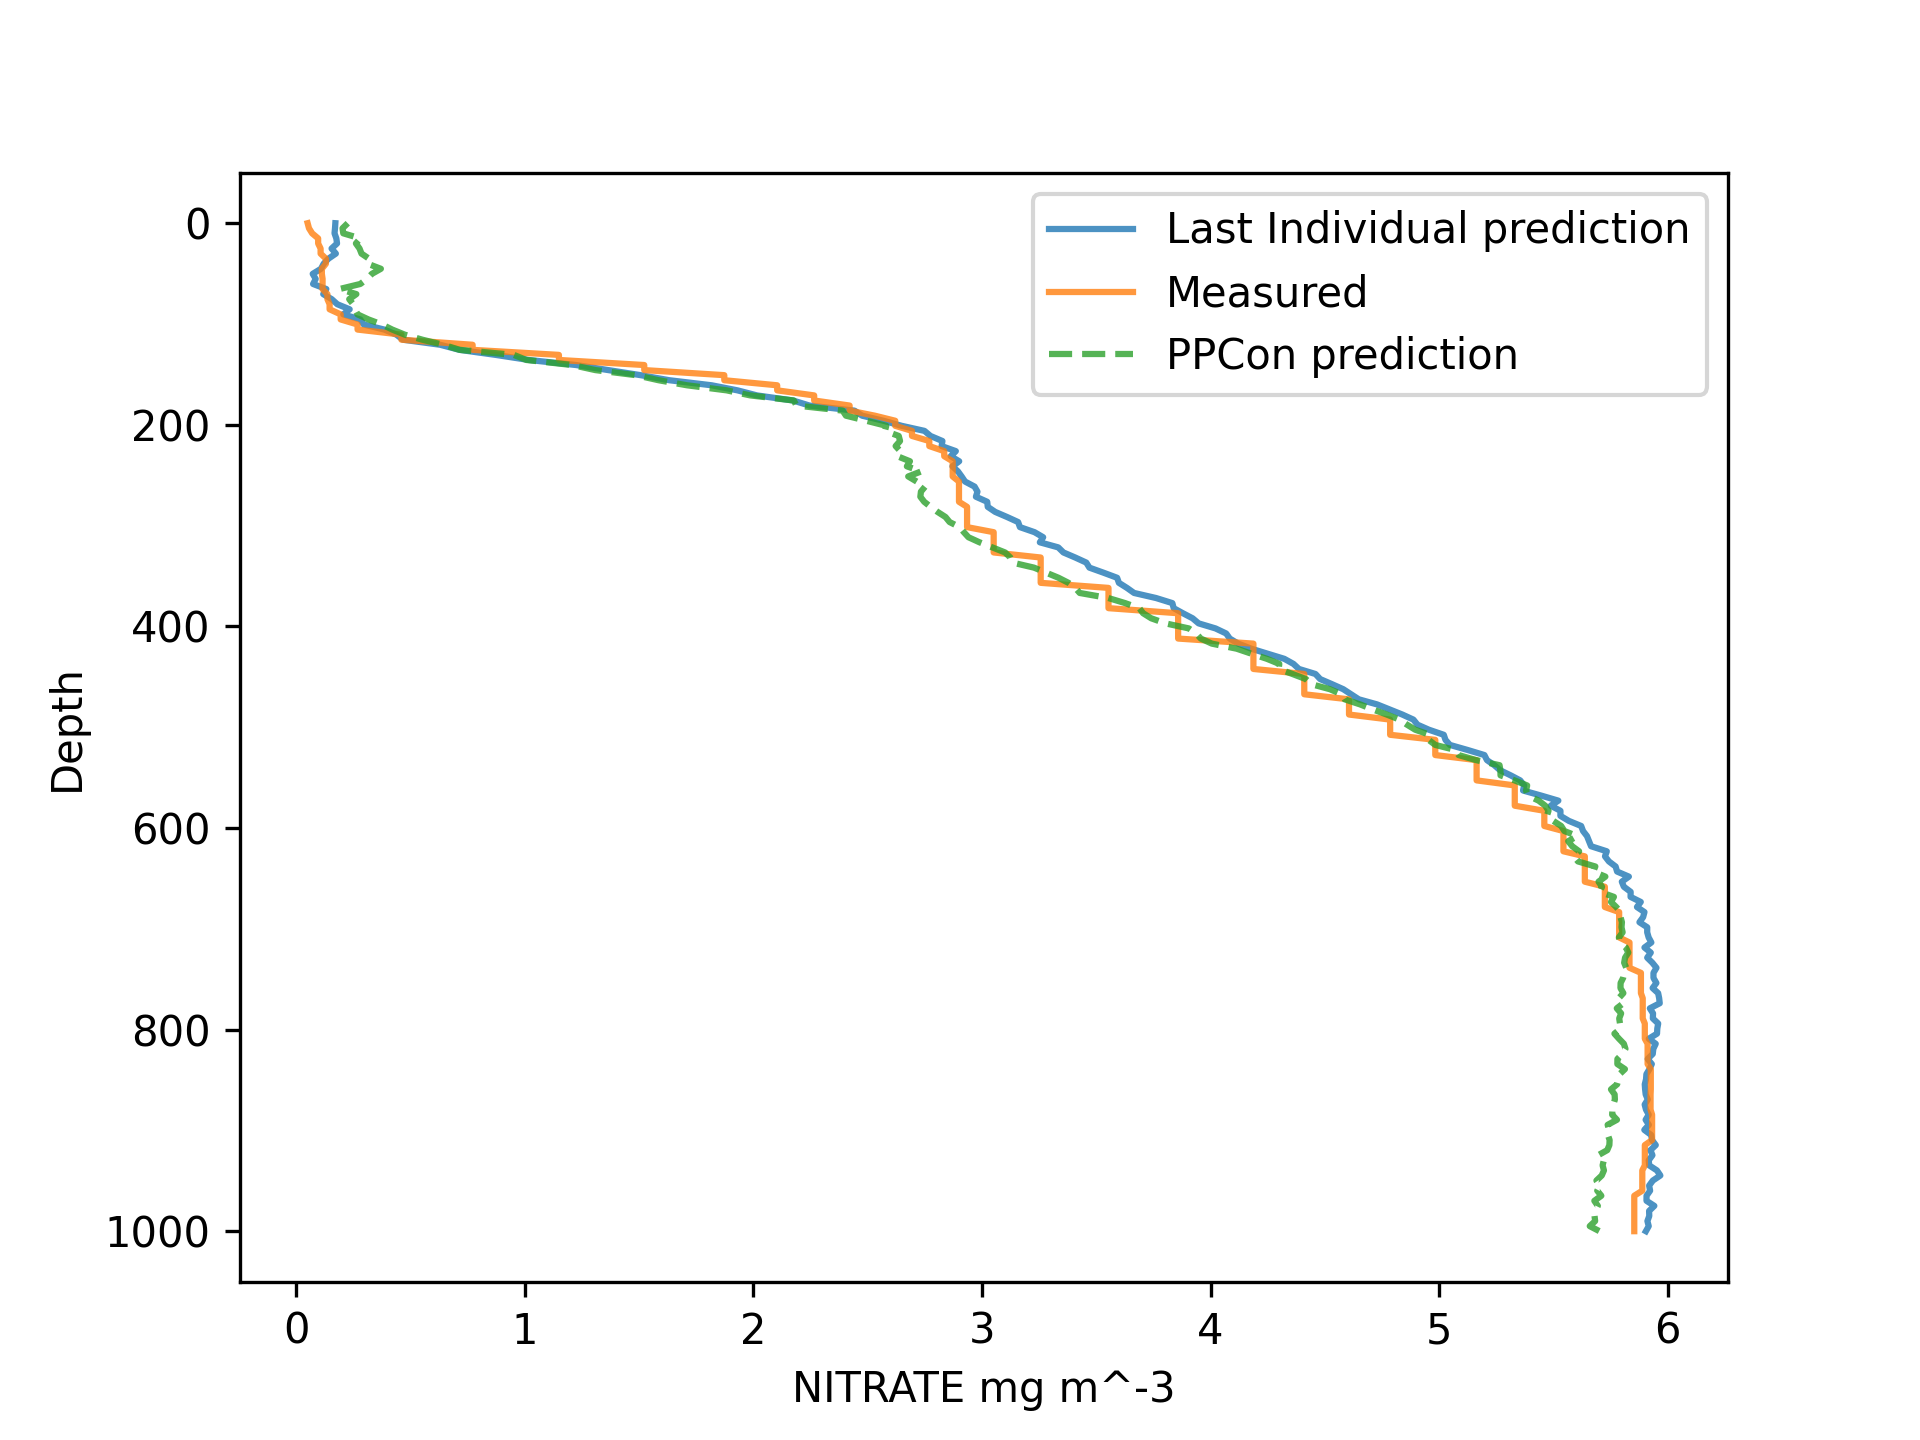 Last Individual prediction
Measured
PPCon prediction
0
200
400
600
800
1000
Depth
0 1 2 3 4 5 6
NITRATE mg m^-3